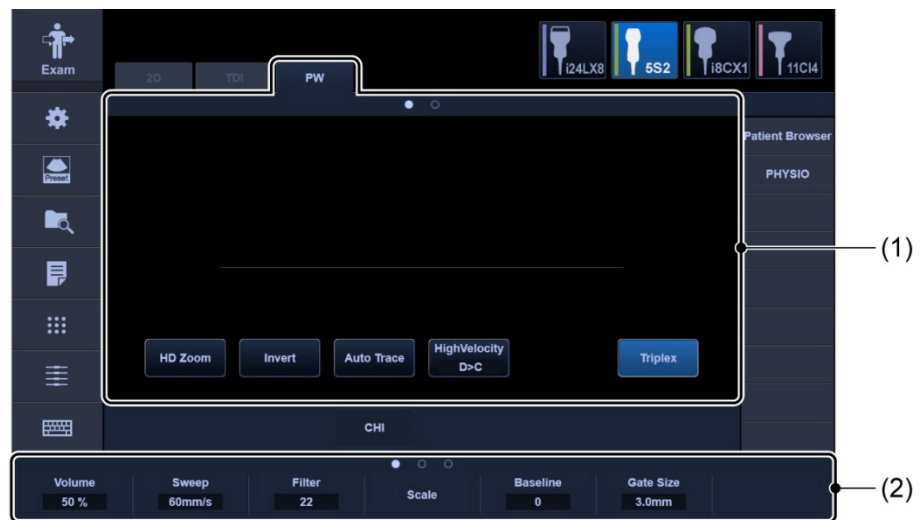 Exam
2D
TDI
PW
i24LX8
5S2
i8CX1
11CI4
Preset
Patient Browser
PHYSIO
(1)
HD Zoom
Invert
Auto Trace
HighVelocity
D>C
Triplex
CHI
Volume
50 %
Sweep
60mm/s
Filter
22
Scale
Baseline
0
Gate Size
3.0mm
(2)